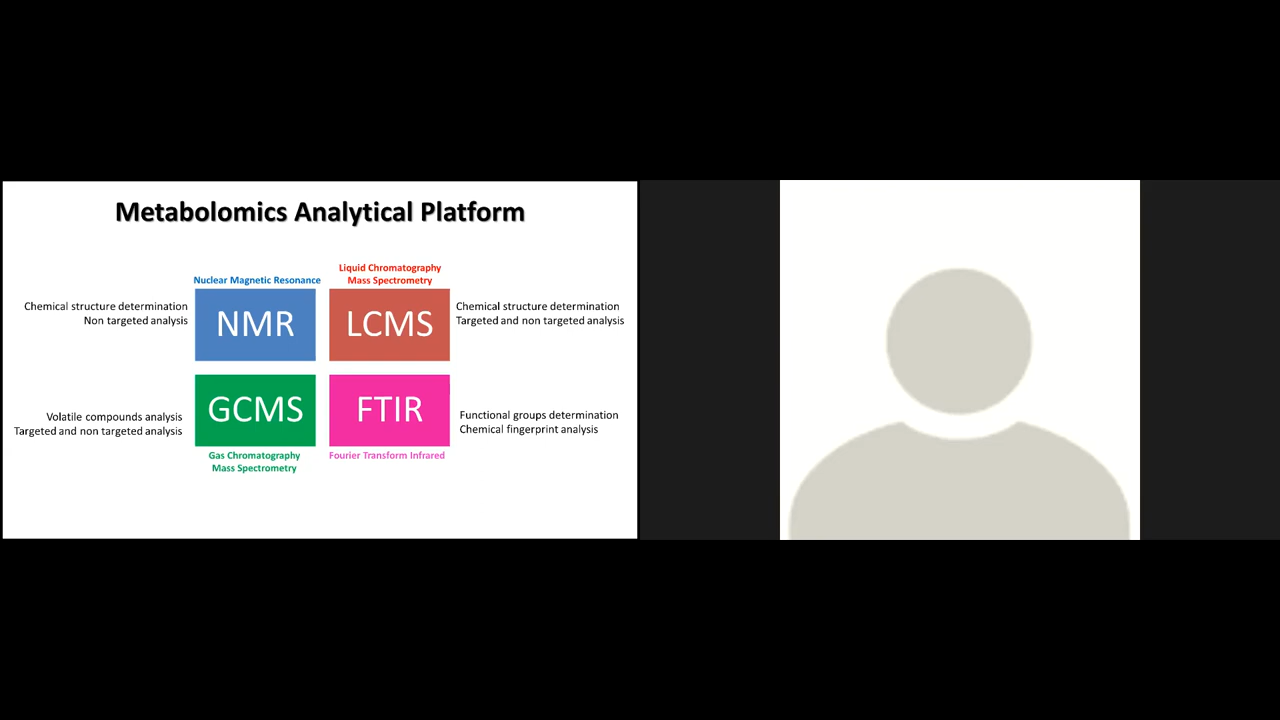 Metabolomics Analytical Platform
Nuclear Magnetic Resonance
Liquid Chromatography
Mass Spectrometry
Chemical structure determination
Non targeted analysis
NMR
LCMS
Chemical structure determination
Targeted and non targeted analysis
Volatile compounds analysis
Targeted and non targeted analysis
GCMS
FTIR
Functional groups determination
Chemical fingerprint analysis
Gas Chromatography
Mass Spectrometry
Fourier Transform Infrared